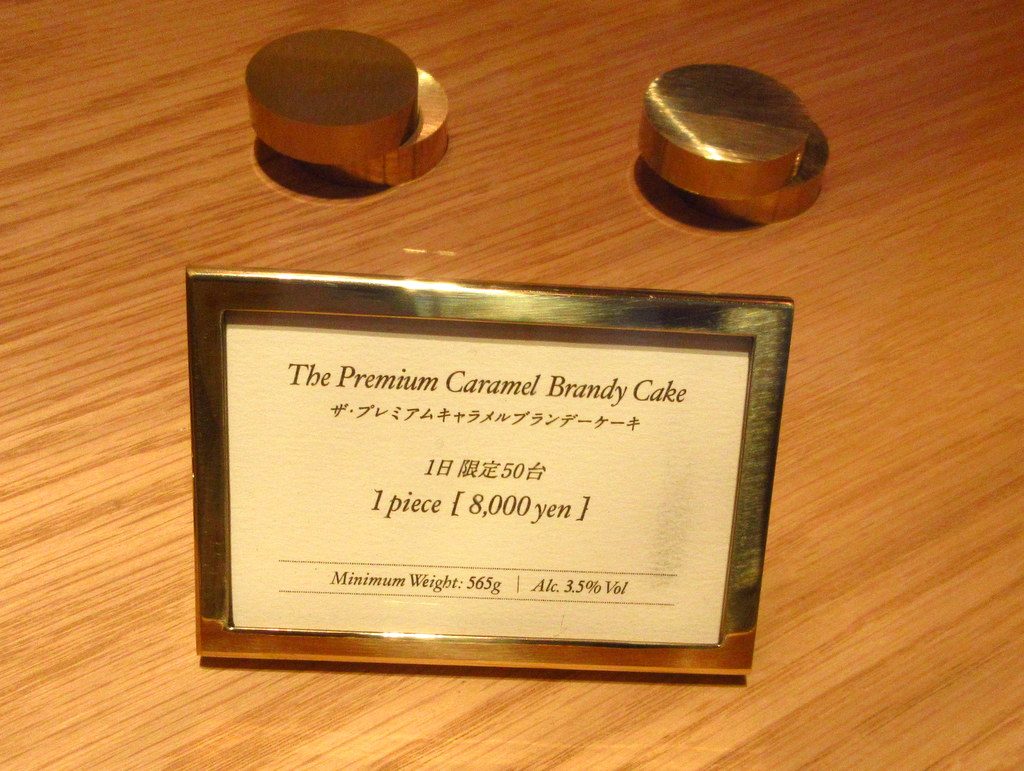 The Premium Caramel Brandy Cake
ザ・プレミアムキャラメルブランデーケーキ
1日 限定50台
1 piece [ 8,000 yen ]
Minimum Weight: 565g | Alc. 3.5% Vol